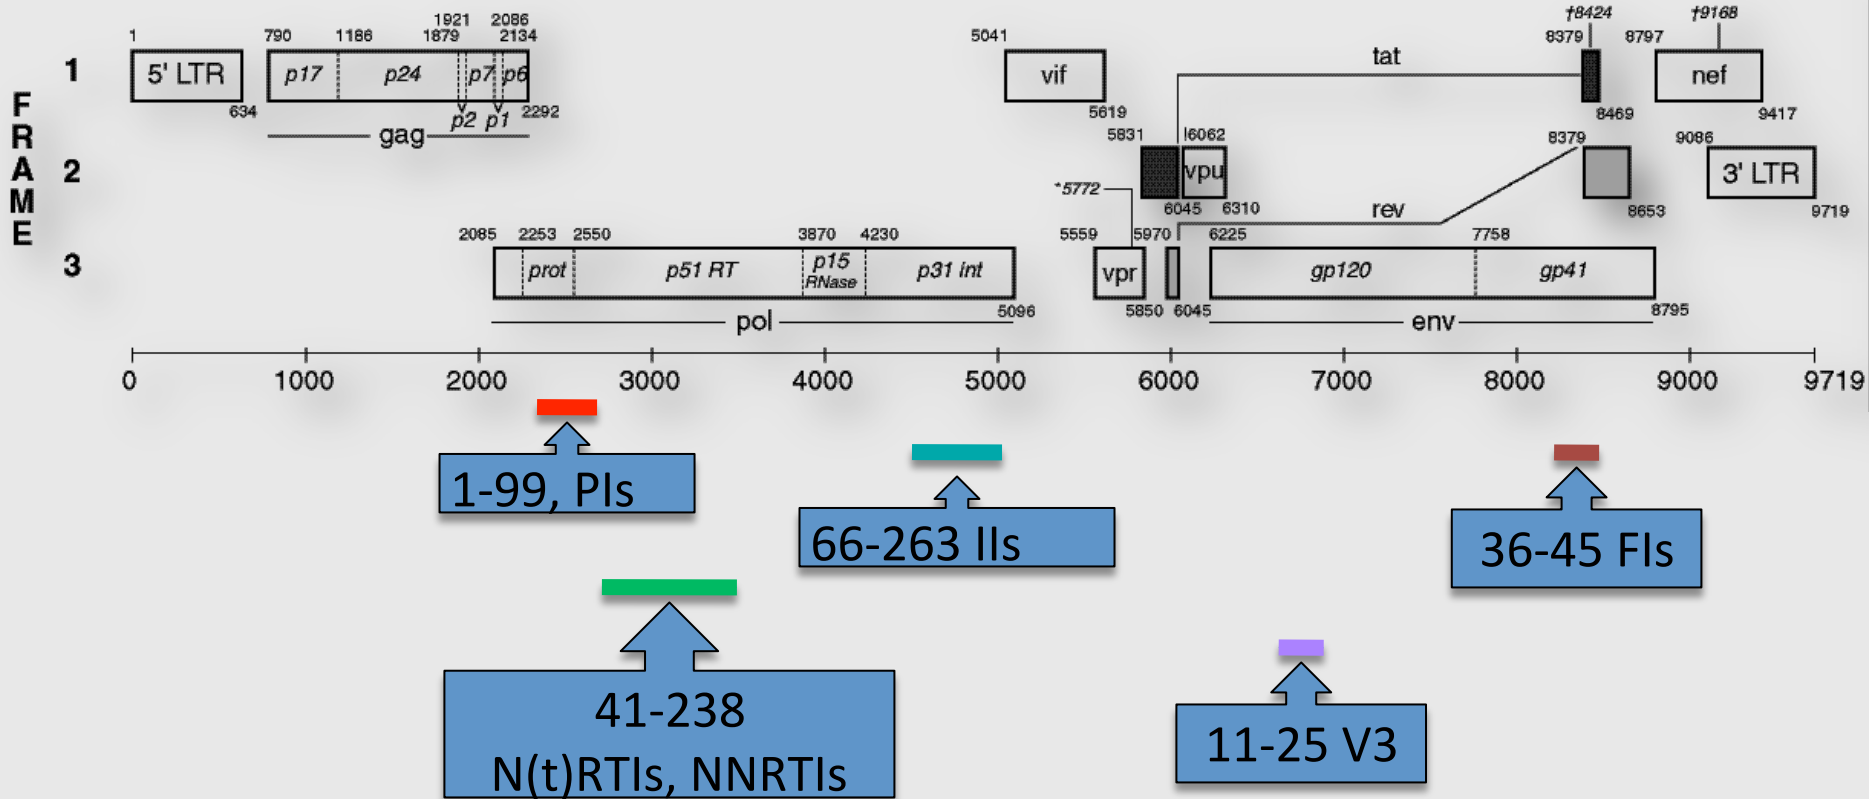 1921 2086 †8424 †9168
1 790 1186 1879 2134 5041 8379 8797
FRAME
1 5' LTR p17 p24 p7 p6 vif tat nef
634 p2 p1 2292 5619 8469 9417
gag
5831 I6062 8379 9086
2 vpu 3' LTR
*5772
6045 6310 rev 8653 9719
2085 2253 2550 3870 4230 5559 5970 6225 7758
3 prot p51 RT p15 RNase p31 int vpr gp120 gp41
5096 5850 6045 8795
pol env
0 1000 2000 3000 4000 5000 6000 7000 8000 9000 9719
1-99, PIs
66-263 IIs
36-45 FIs
41-238
N(t)RTIs, NNRTIs
11-25 V3